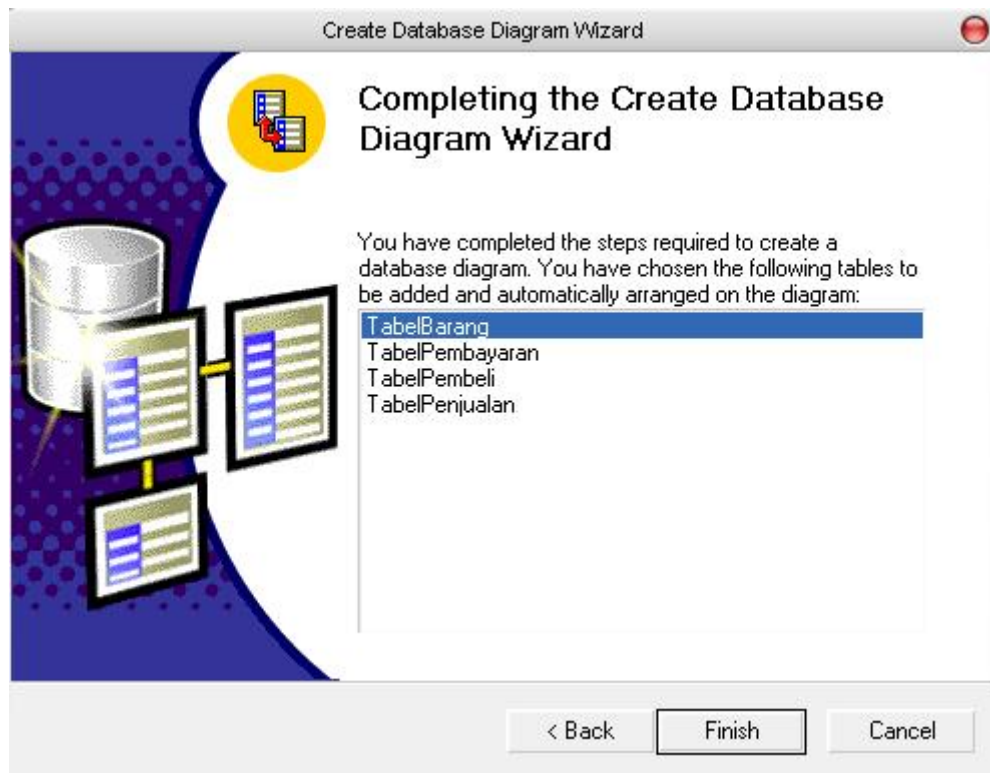 Create Database Diagram Wizard
Completing the Create Database
Diagram Wizard
You have completed the steps required to create a
database diagram. You have chosen the following tables to
be added and automatically arranged on the diagram:
TabelBarang
TabelPembayaran
TabelPembeli
TabelPenjualan
< Back
Finish
Cancel